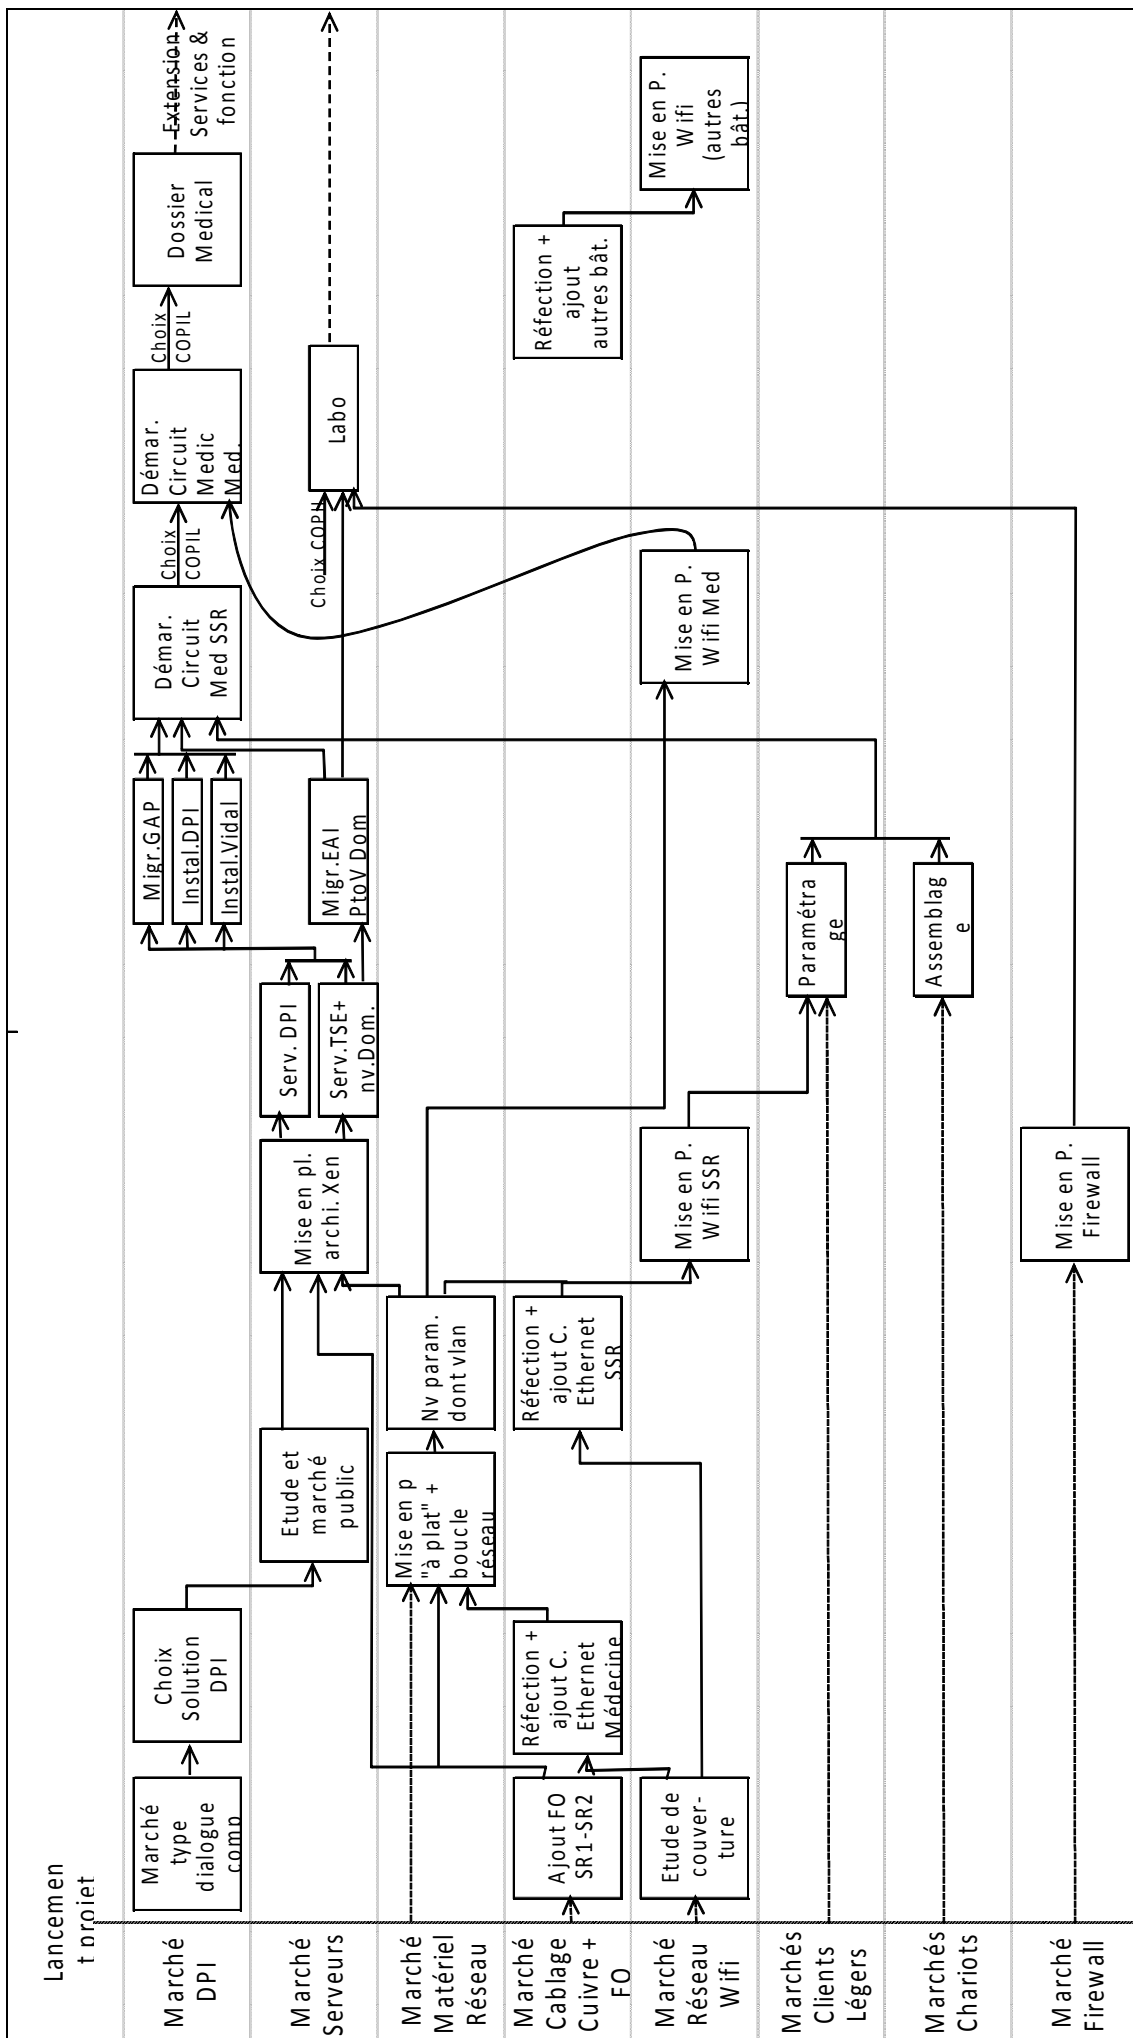 Lancemen
t projet
Marché
DPI
Marché
type
dialogue
comp
Choix
Solution
DPI
Migr.GAP
Instal.DPI
Instal.Vidal
Démar.
Circuit
Med SSR
Choix
COPIL
Démar.
Circuit
Medic
Med.
Choix
COPIL
Dossier
Medical
Extension
Services &
fonction
Marché
Serveurs
Etude et
marché
public
Mise en pl.
archi. Xen
Serv. DPI
Serv.TSE+
nv.Dom.
Migr.EAI
PtoV Dom
Choix COPIL
Labo
Marché
Matériel
Réseau
Mise en p
"à plat" +
boucle
réseau
Nv param.
dont vlan
Marché
Cablage
Cuivre +
FO
Ajout FO
SR1-SR2
Réfection +
ajout C.
Ethernet
Médecine
Réfection +
ajout C.
Ethernet
SSR
Réfection +
ajout
autres bât.
Marché
Réseau
Wifi
Etude de
couver-
ture
Mise en P.
Wifi SSR
Mise en P.
Wifi Med
Mise en P.
Wifi
(autres
bât.)
Marchés
Clients
Légers
Paramétra
ge
Marchés
Chariots
Assemblag
e
Marché
Firewall
Mise en P.
Firewall